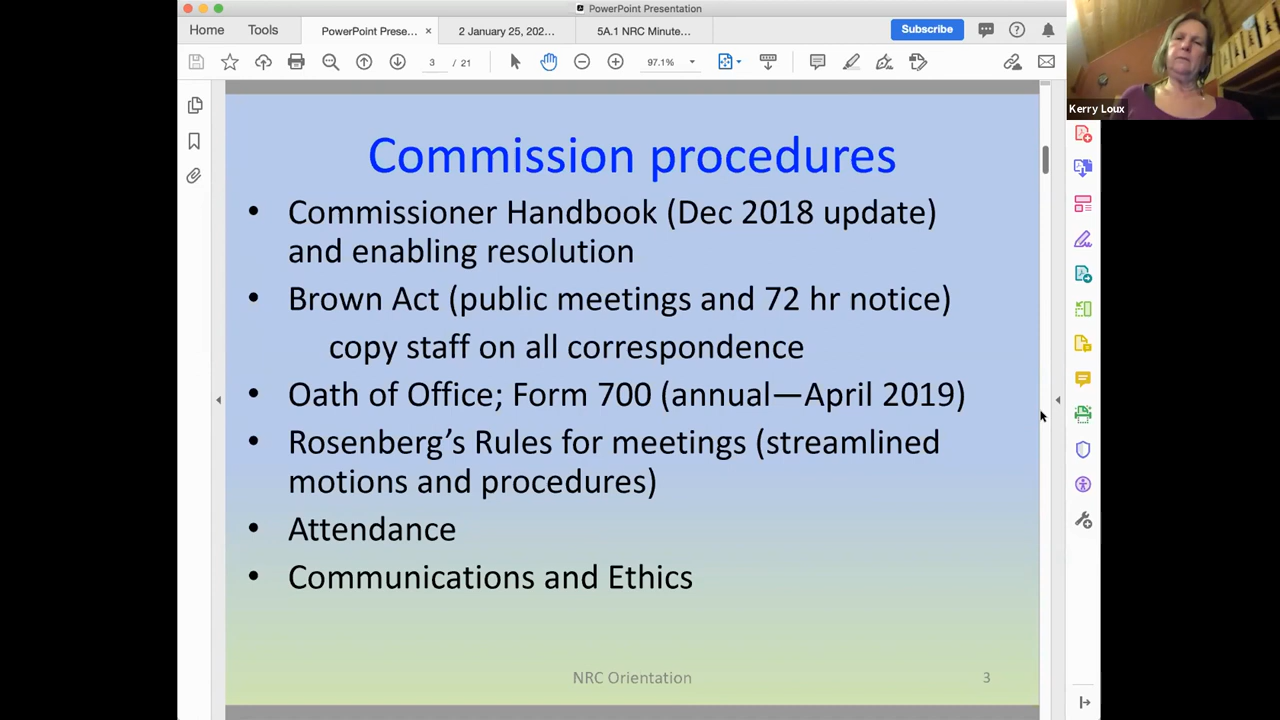 PowerPoint Presentation
Home
Tools
PowerPoint Prese...
×
2 January 25, 202...
5A.1 NRC Minute...
Subscribe
3 / 21
97.1%
Kerry Loux
Commission procedures
• Commissioner Handbook (Dec 2018 update)
and enabling resolution
• Brown Act (public meetings and 72 hr notice)
copy staff on all correspondence
• Oath of Office; Form 700 (annual—April 2019)
• Rosenberg’s Rules for meetings (streamlined
motions and procedures)
• Attendance
• Communications and Ethics
NRC Orientation
3